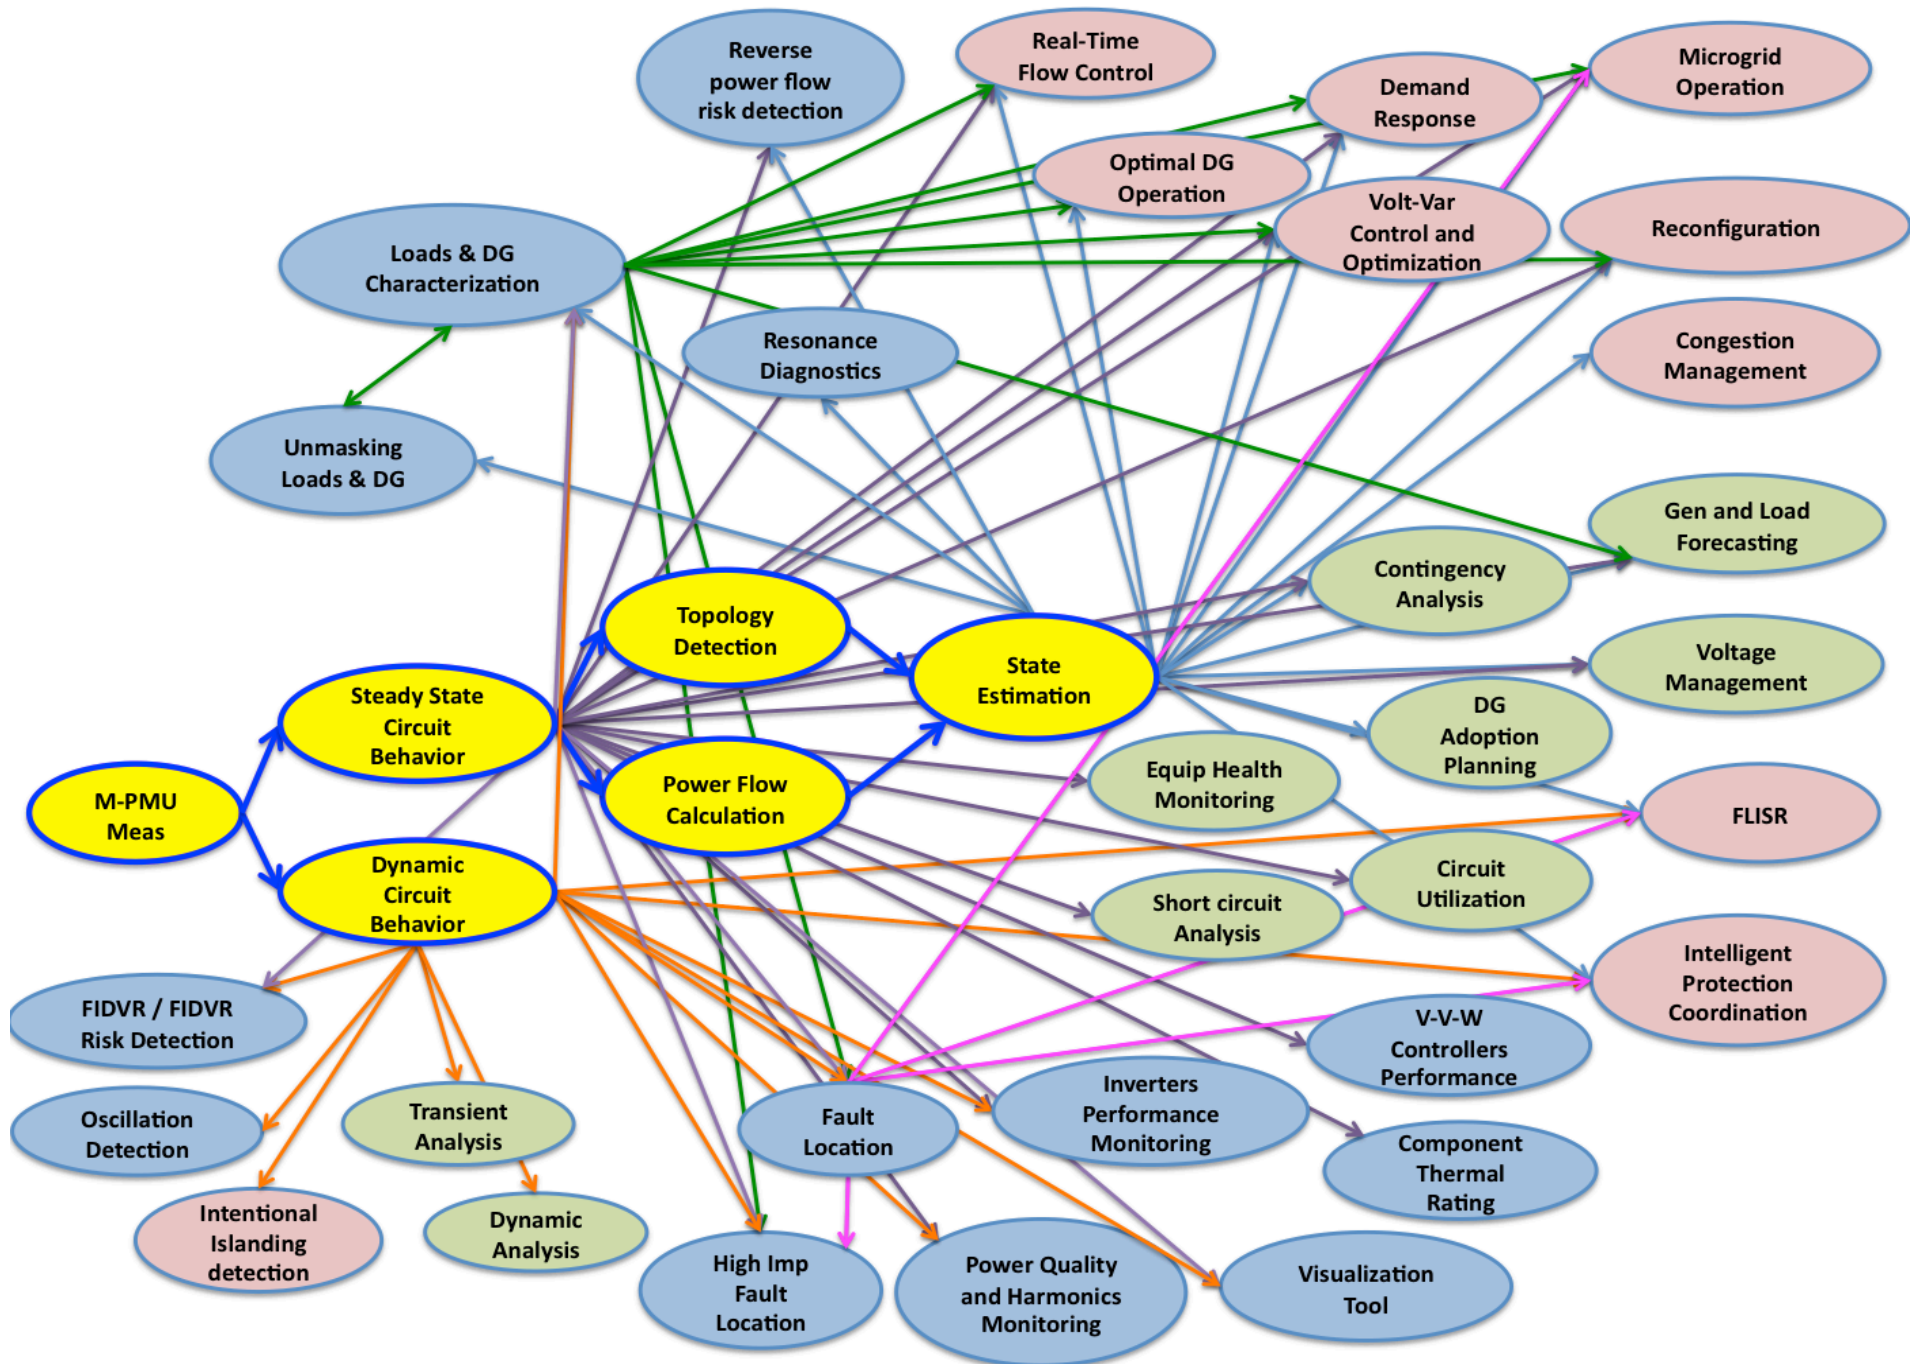 Reverse
power flow
risk detection
Real-Time
Flow Control
Demand
Response
Microgrid
Operation
Optimal DG
Operation
Volt-Var
Control and
Optimization
Reconfiguration
Loads & DG
Characterization
Resonance
Diagnostics
Congestion
Management
Unmasking
Loads & DG
Gen and Load
Forecasting
Contingency
Analysis
Topology
Detection
State
Estimation
Voltage
Management
Steady State
Circuit
Behavior
DG
Adoption
Planning
Equip Health
Monitoring
Power Flow
Calculation
M-PMU
Meas
FLISR
Dynamic
Circuit
Behavior
Circuit
Utilization
Short circuit
Analysis
Intelligent
Protection
Coordination
FIDVR / FIDVR
Risk Detection
V-V-W
Controllers
Performance
Inverters
Performance
Monitoring
Oscillation
Detection
Transient
Analysis
Fault
Location
Component
Thermal
Rating
Intentional
Islanding
detection
Dynamic
Analysis
High Imp
Fault
Location
Power Quality
and Harmonics
Monitoring
Visualization
Tool